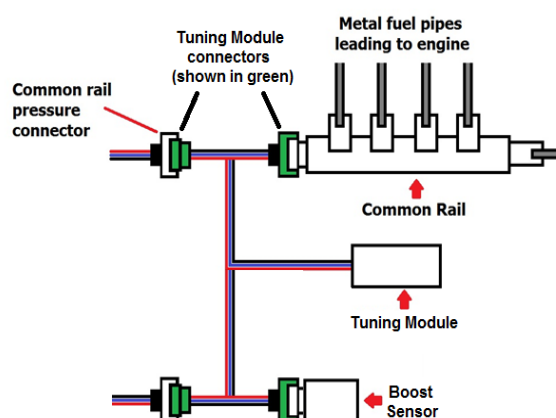 Tuning Module
connectors
(shown in green)
Metal fuel pipes
leading to engine
Common rail
pressure
connector
Common Rail
Tuning Module
Boost
Sensor